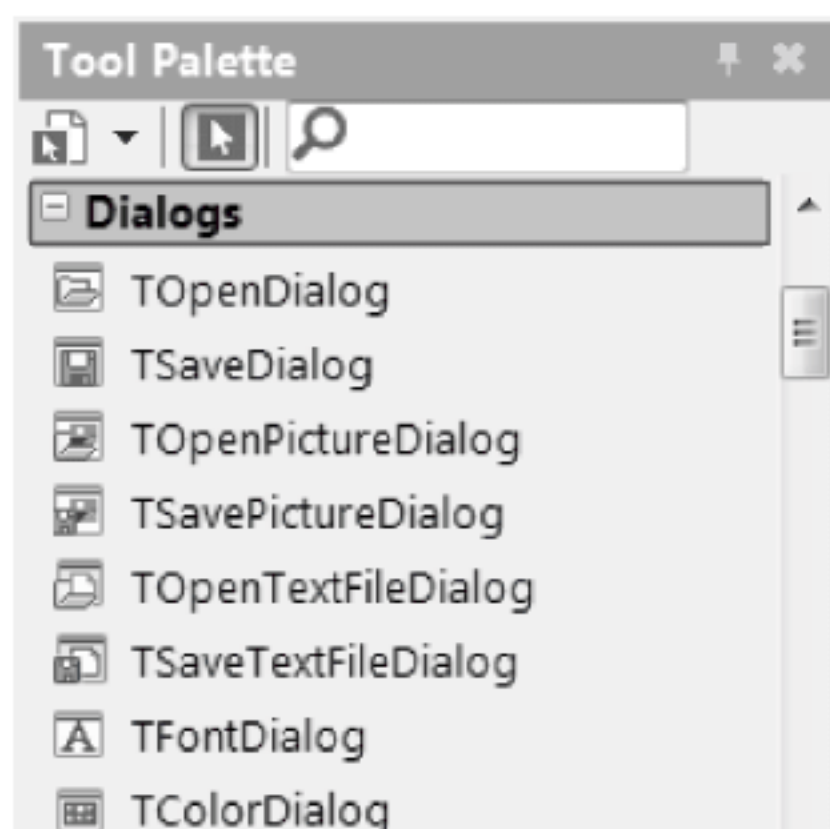 Tool Palette
Dialogs
TOpenDialog
TSaveDialog
TOpenPictureDialog
TSavePictureDialog
TOpenTextFileDialog
TSaveTextFileDialog
TFontDialog
TColorDialog